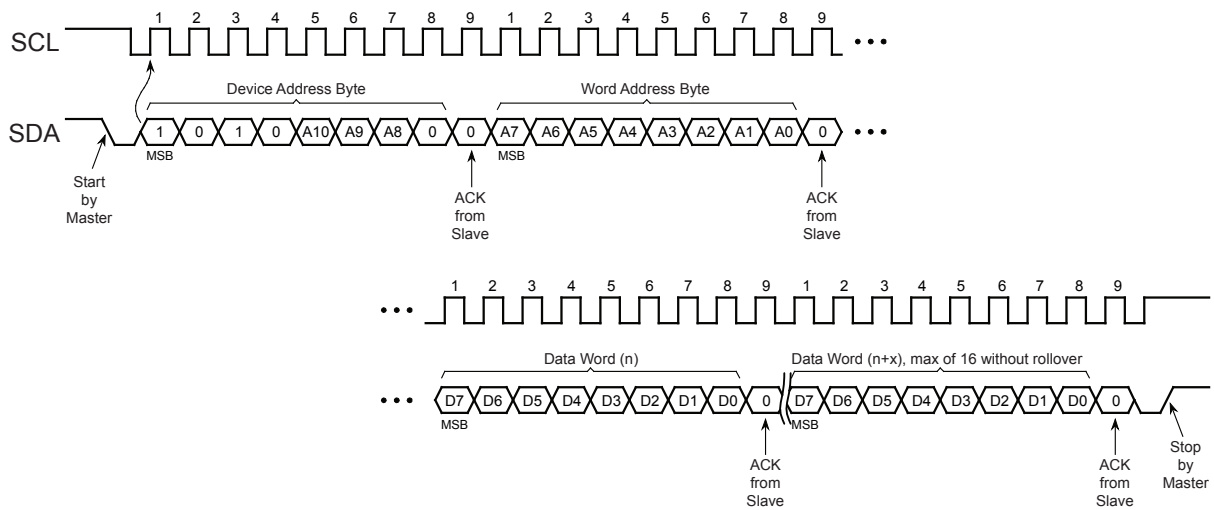 1 2 3 4 5 6 7 8 9 1 2 3 4 5 6 7 8 9
SCL
Device Address Byte
Word Address Byte
SDA
1 0 1 0 A10 A9 A8 0 0 A7 A6 A5 A4 A3 A2 A1 A0 0
MSB
MSB
Start
by
Master
ACK
from
Slave
ACK
from
Slave
1 2 3 4 5 6 7 8 9 1 2 3 4 5 6 7 8 9
Data Word (n)
Data Word (n+x), max of 16 without rollover
D7 D6 D5 D4 D3 D2 D1 D0 0 D7 D6 D5 D4 D3 D2 D1 D0 0
MSB
MSB
ACK
from
Slave
ACK
from
Slave
Stop
by
Master